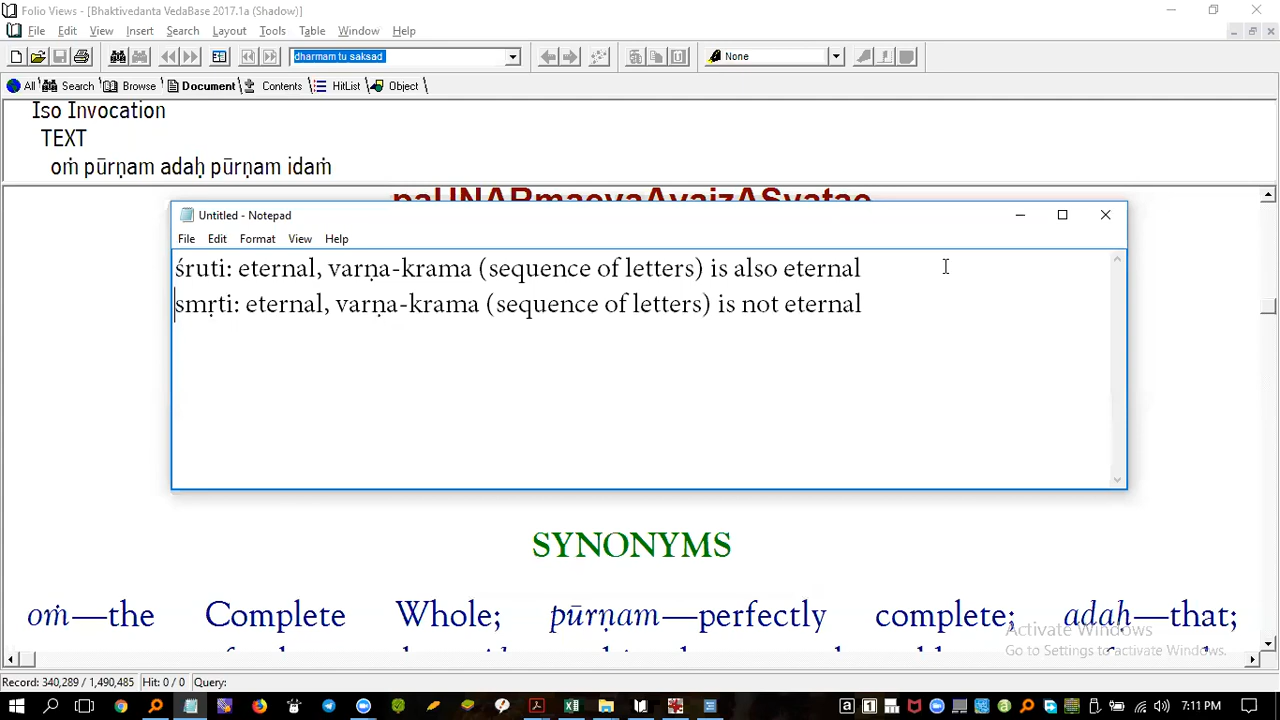 Folio Views - [Bhaktivedanta VedaBase 2017.1a (Shadow)]
File Edit View Insert Search Layout Tools Table Window Help
dharmam tu saksad
None
All Search Browse Document Contents HitList Object
Iso Invocation
TEXT
oṁ pūrṇam adaḥ pūrṇam idaṁ
paUNARmaevaAvaizASyatae
Untitled - Notepad
File Edit Format View Help
śruti: eternal, varṇa-krama (sequence of letters) is also eternal
smṛti: eternal, varṇa-krama (sequence of letters) is not eternal
SYNONYMS
oṁ—the Complete Whole; pūrṇam—perfectly complete; adaḥ—that;
Activate Windows
Go to Settings to activate Windows.
Record: 340,289 / 1,490,485 Hit: 0 / 0 Query:
7:11 PM